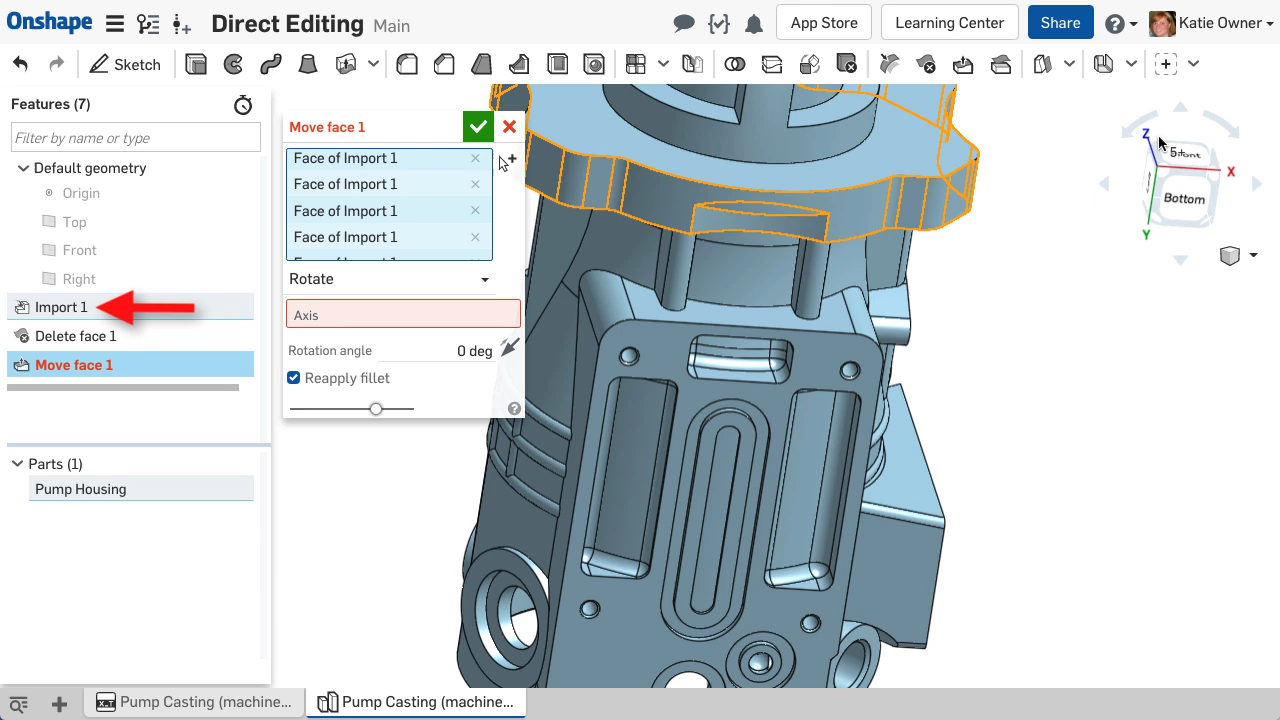 Onshape Direct Editing Main App Store Learning Center Share Katie Owner
Sketch
Features (7)
Filter by name or type
Default geometry
Origin
Top
Front
Right
Import 1
Delete face 1
Move face 1
Parts (1)
Pump Housing
Move face 1
Face of Import 1
Face of Import 1
Face of Import 1
Face of Import 1
Rotate
Axis
Rotation angle 0 deg
Reapply fillet
Z
X
Bottom
Y
Pump Casting (machine... Pump Casting (machine...